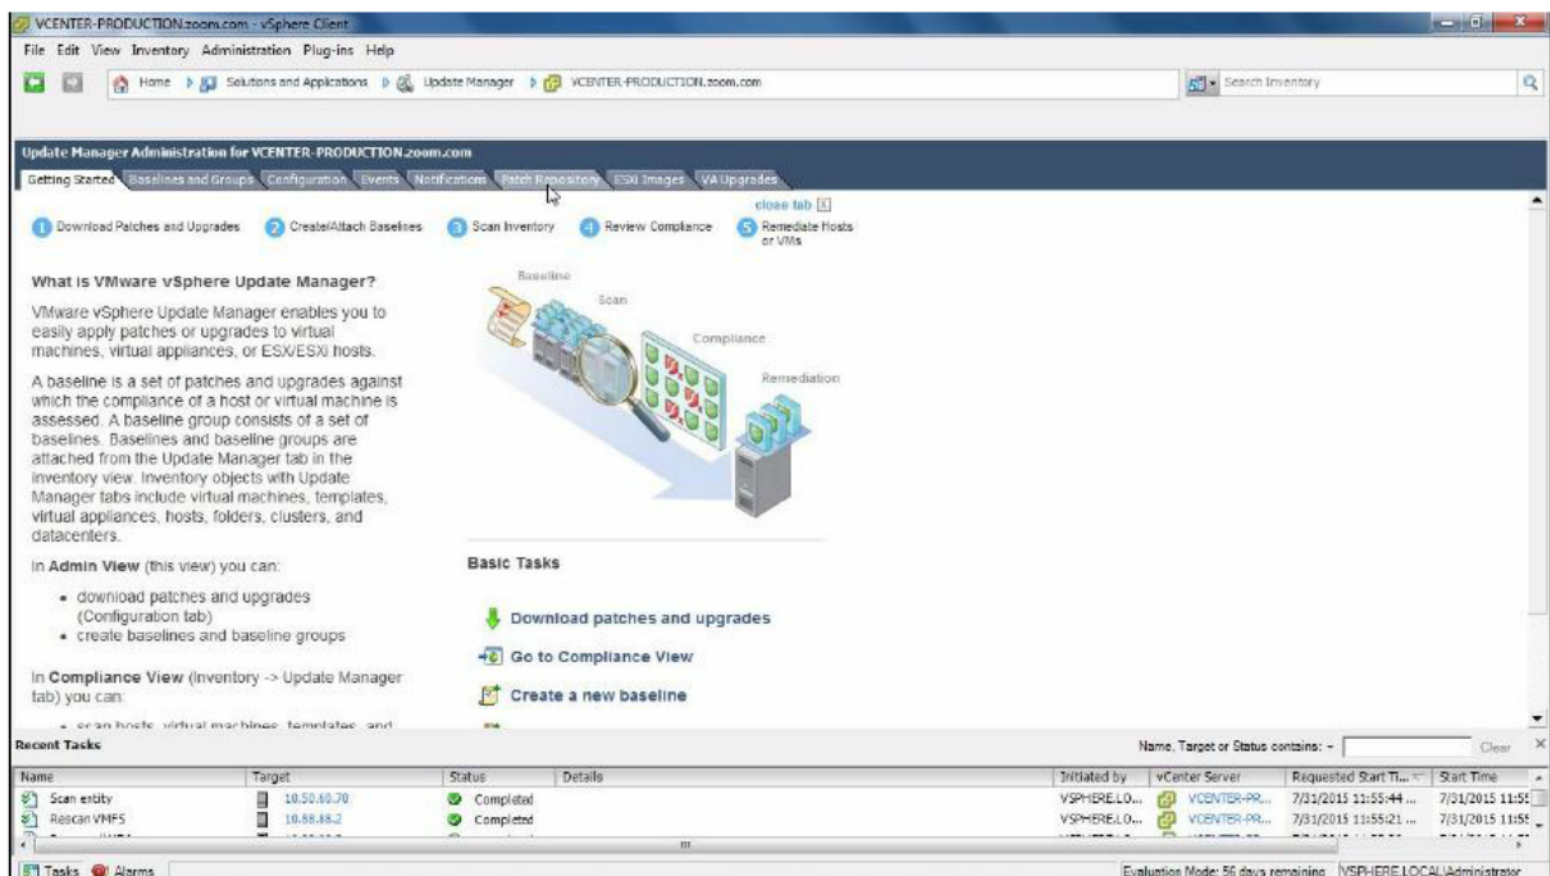 VCENTER-PRODUCTION.zoom.com - vSphere Client
File Edit View Inventory Administration Plug-ins Help
Home Solutions and Applications Update Manager VCENTER-PRODUCTION.zoom.com Search Inventory
Update Manager Administration for VCENTER-PRODUCTION.zoom.com
Getting Started Baselines and Groups Configuration Events Notifications Patch Repository ESXi Images VA Upgrades
close tab X
1 Download Patches and Upgrades 2 Create/Attach Baselines 3 Scan Inventory 4 Review Compliance 5 Remediate Hosts
or VMs
What is VMware vSphere Update Manager?
VMware vSphere Update Manager enables you to
easily apply patches or upgrades to virtual
machines, virtual appliances, or ESX/ESXi hosts.
A baseline is a set of patches and upgrades against
which the compliance of a host or virtual machine is
assessed. A baseline group consists of a set of
baselines. Baselines and baseline groups are
attached from the Update Manager tab in the
inventory view. Inventory objects with Update
Manager tabs include virtual machines, templates,
virtual appliances, hosts, folders, clusters, and
datacenters.
In Admin View (this view) you can:
• download patches and upgrades
(Configuration tab)
• create baselines and baseline groups
In Compliance View (Inventory -> Update Manager
tab) you can:
• scan hosts, virtual machines, templates, and
Baseline
Scan
Compliance
Remediation
Basic Tasks
Download patches and upgrades
Go to Compliance View
Create a new baseline
Recent Tasks Name, Target or Status contains: Clear
Name Target Status Details Initiated by vCenter Server Requested Start Ti... Start Time
Scan entity 10.50.60.70 Completed VSPHERE.LO... VCENTER-PR... 7/31/2015 11:55:44 ... 7/31/2015 11:55
Rescan VMFS 10.88.88.2 Completed VSPHERE.LO... VCENTER-PR... 7/31/2015 11:55:21 ... 7/31/2015 11:55
Tasks Alarms Evaluation Mode: 56 days remaining VSPHERE.LOCAL\Administrator